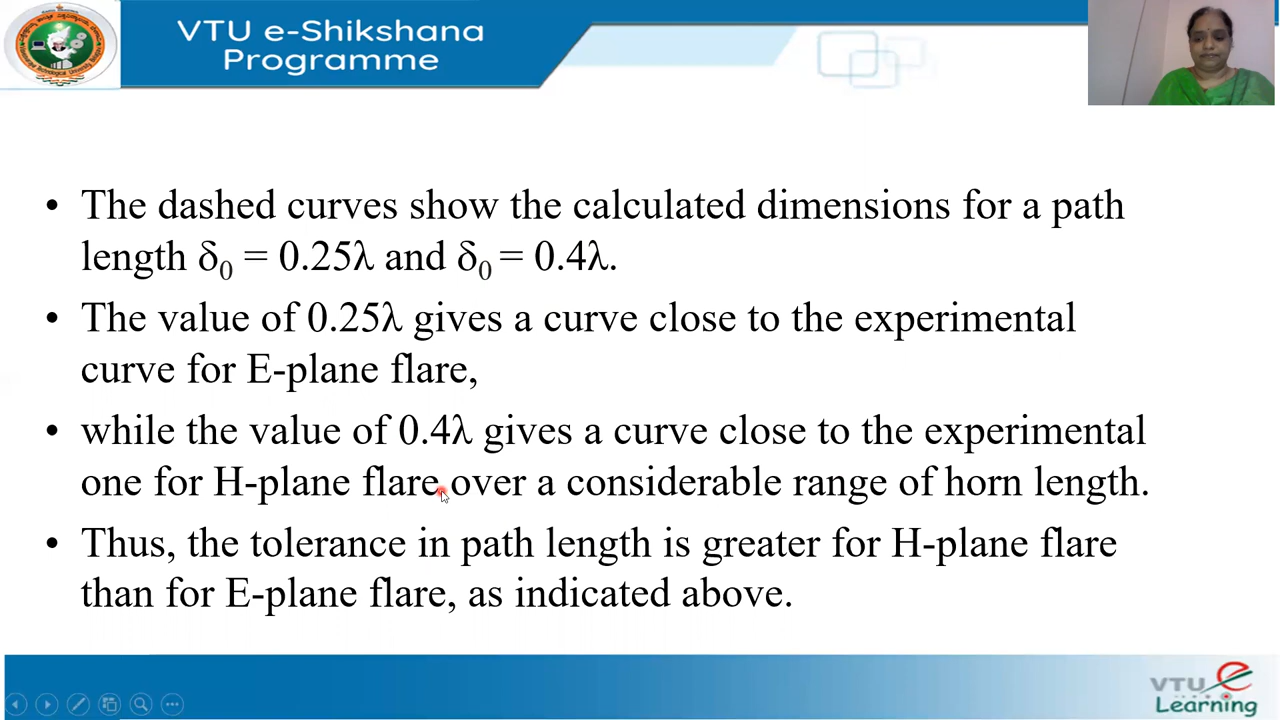 VTU e-Shikshana
Programme
• The dashed curves show the calculated dimensions for a path
length δ₀ = 0.25λ and δ₀ = 0.4λ.
• The value of 0.25λ gives a curve close to the experimental
curve for E-plane flare,
• while the value of 0.4λ gives a curve close to the experimental
one for H-plane flare over a considerable range of horn length.
• Thus, the tolerance in path length is greater for H-plane flare
than for E-plane flare, as indicated above.
VTU e
Learning